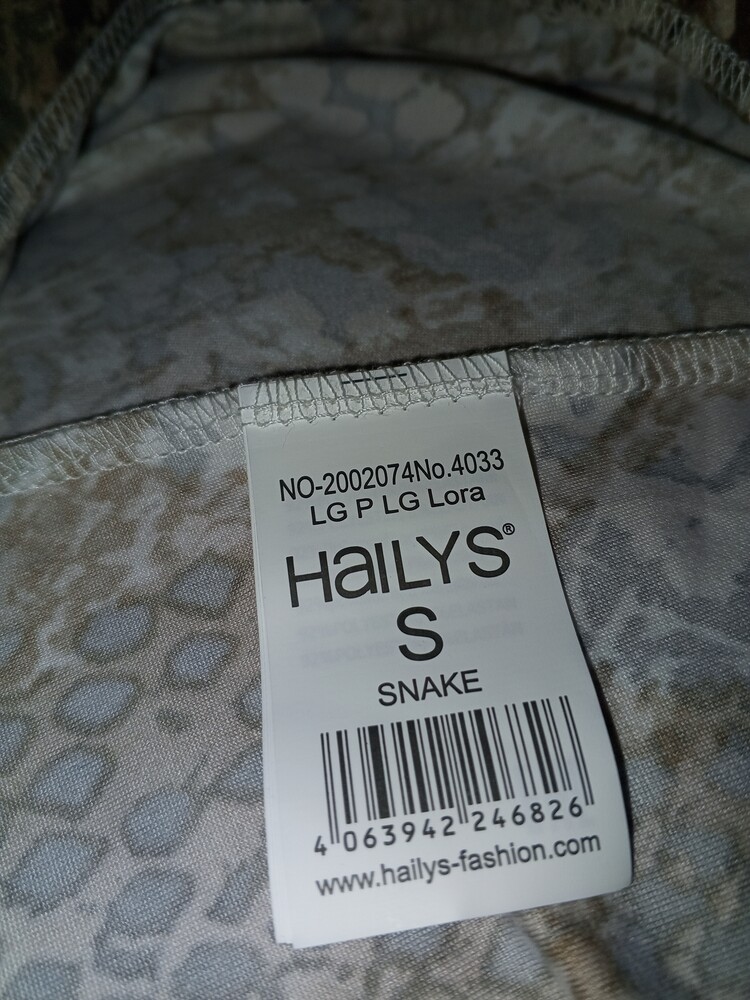 NO-2002074No.4033
LG P LG Lora
HaILYS®
S
SNAKE
4 063942 246826
www.hailys-fashion.com